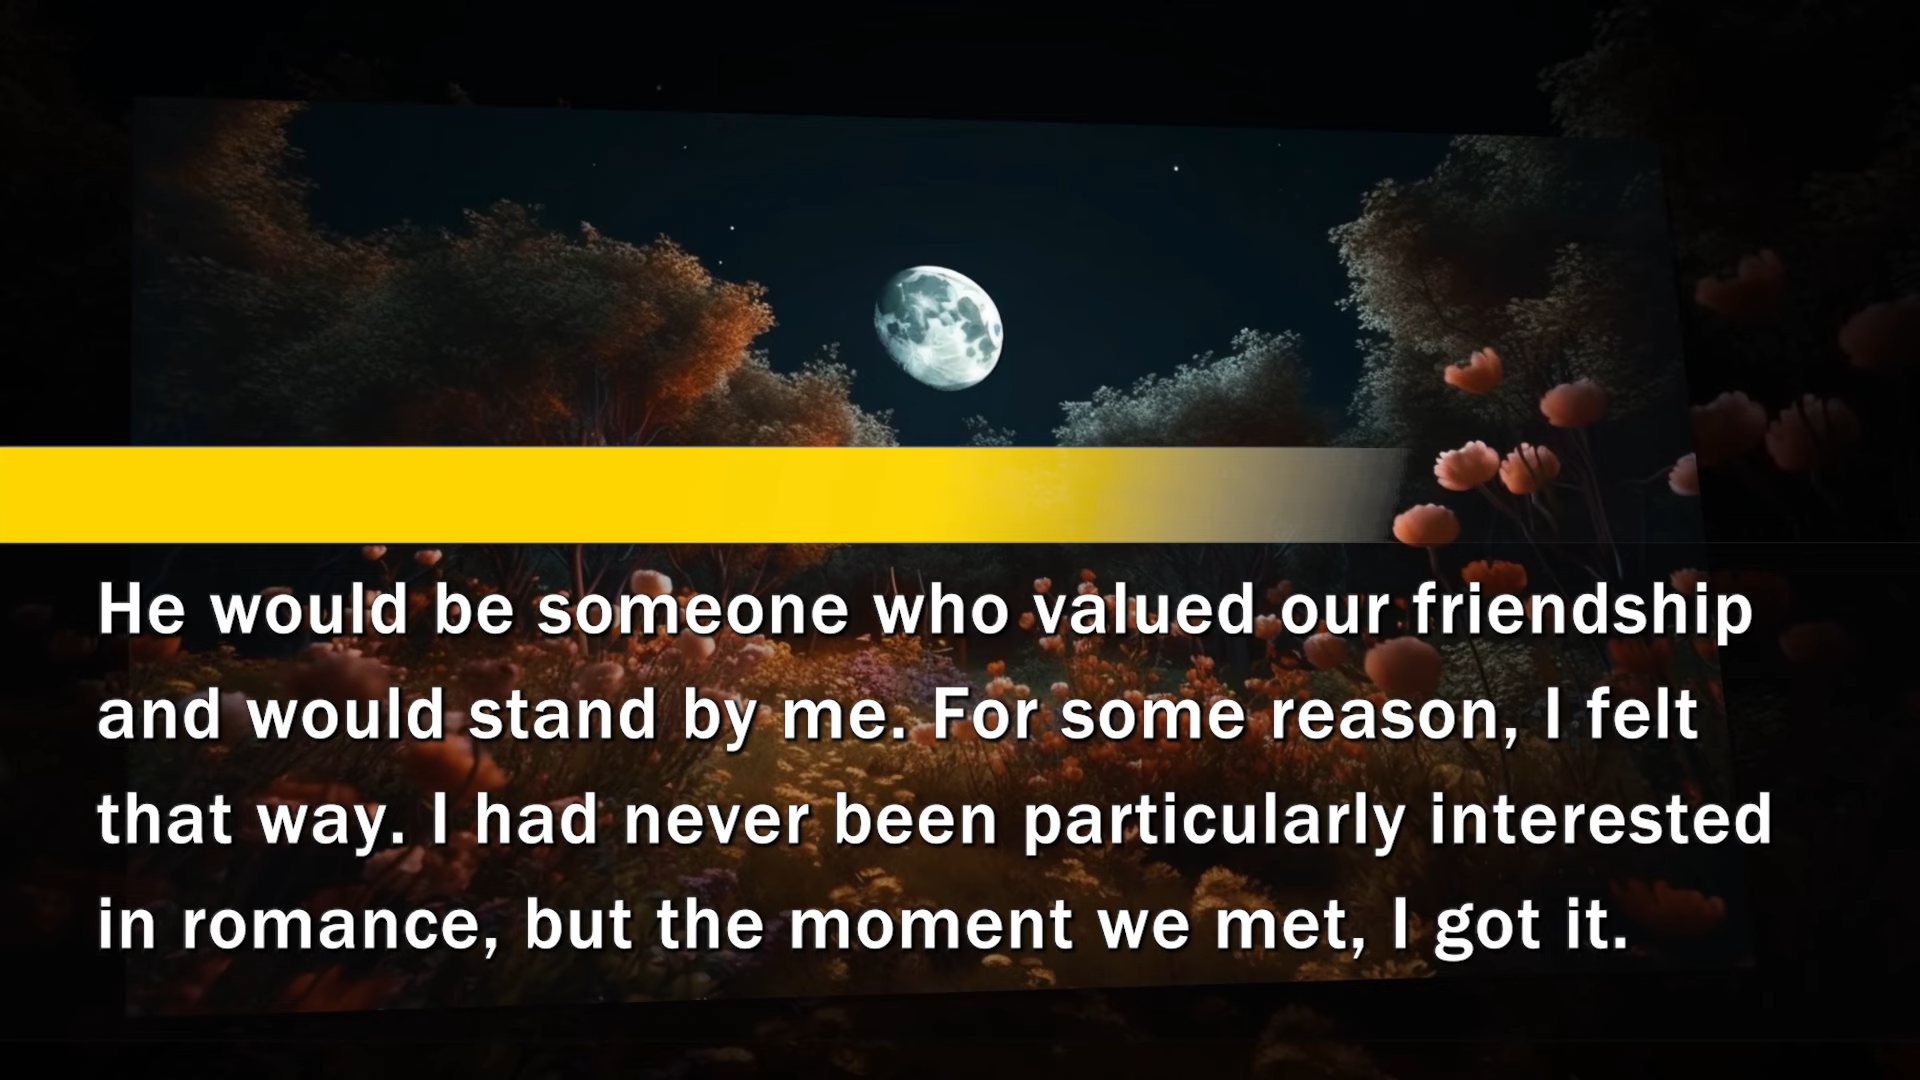 He would be someone who valued our friendship
and would stand by me. For some reason, I felt
that way. I had never been particularly interested
in romance, but the moment we met, I got it.